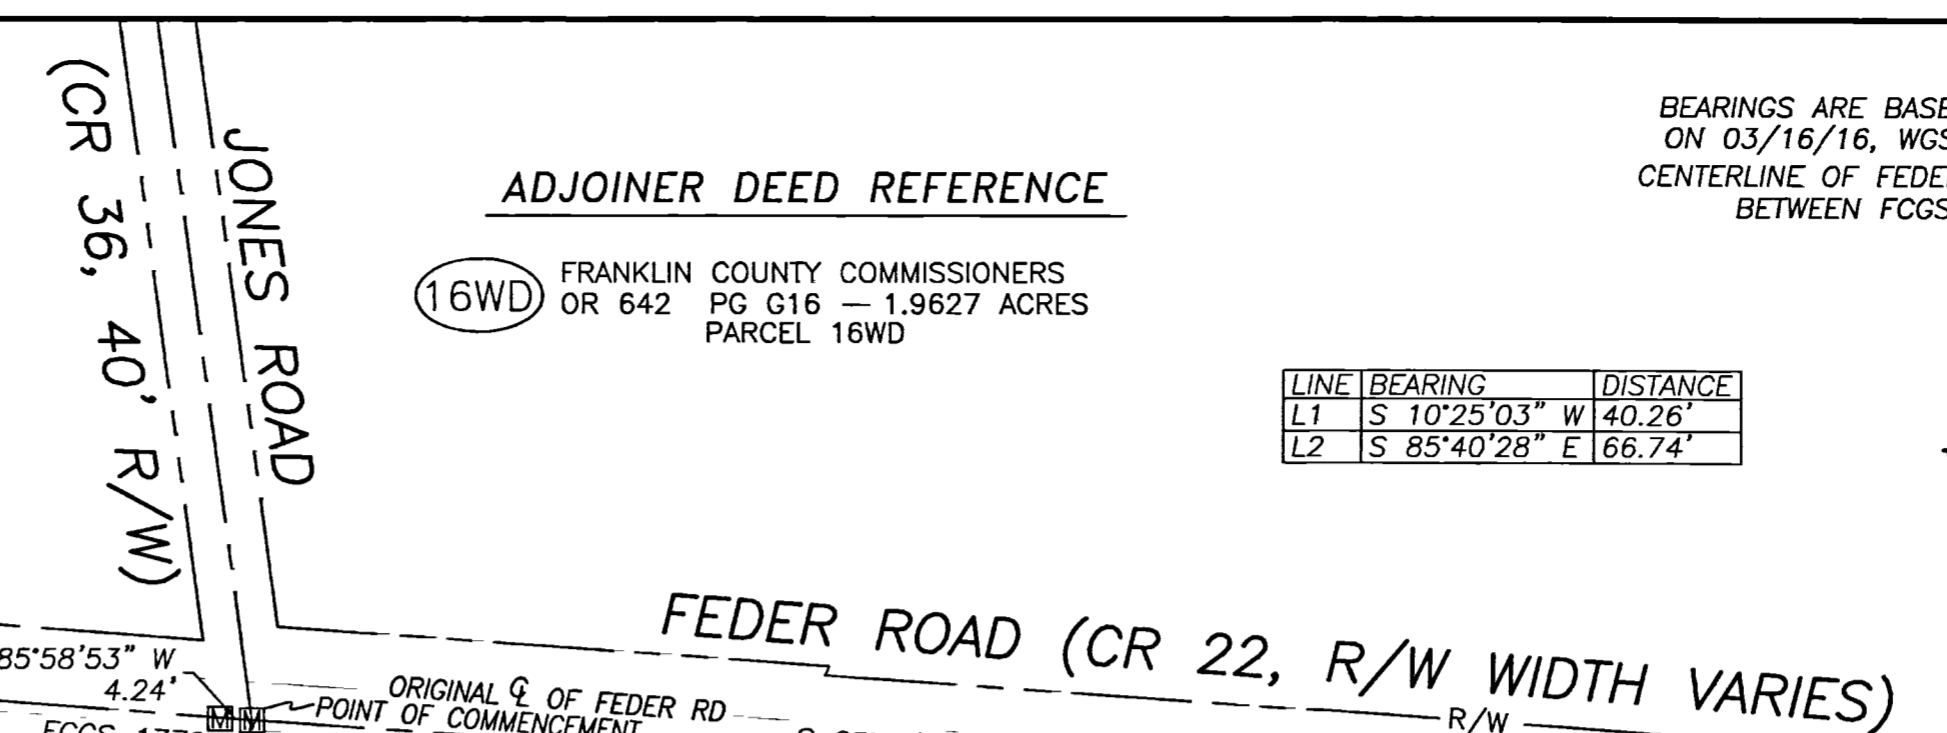 (CR 36, 40' R/W)
JONES ROAD
ADJOINER DEED REFERENCE
16WD
FRANKLIN COUNTY COMMISSIONERS
OR 642 PG G16 — 1.9627 ACRES
PARCEL 16WD
BEARINGS ARE BASE
ON 03/16/16, WGS
CENTERLINE OF FEDE
BETWEEN FCGS
LINE BEARING DISTANCE
L1 S 10°25'03" W 40.26'
L2 S 85°40'28" E 66.74'
FEDER ROAD (CR 22, R/W WIDTH VARIES)
85°58'53" W
4.24'
ORIGINAL ℄ OF FEDER RD
POINT OF COMMENCEMENT
M M
R/W